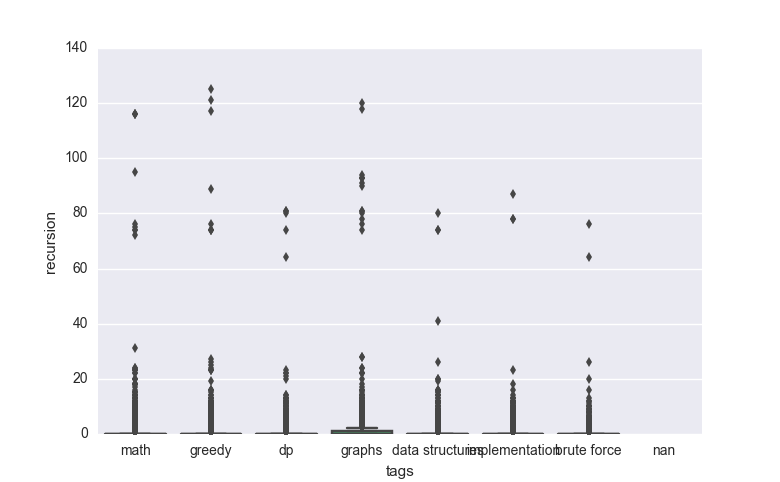 140
120
100
80
60
40
20
0
recursion
math greedy dp graphs data structures implementation brute force nan
tags